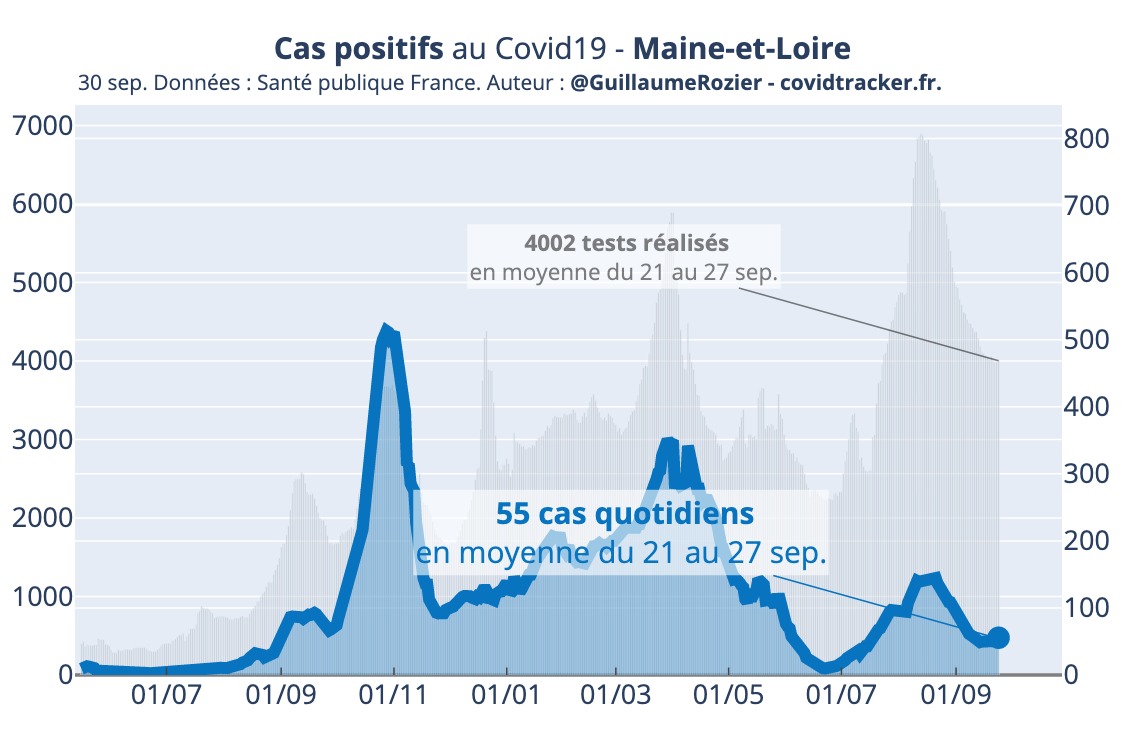 Cas positifs au Covid19 - Maine-et-Loire
30 sep. Données : Santé publique France. Auteur : @GuillaumeRozier - covidtracker.fr.
7000
6000
5000
4000
3000
2000
1000
0
800
700
600
500
400
300
200
100
0
4002 tests réalisés
en moyenne du 21 au 27 sep.
55 cas quotidiens
en moyenne du 21 au 27 sep.
01/07 01/09 01/11 01/01 01/03 01/05 01/07 01/09